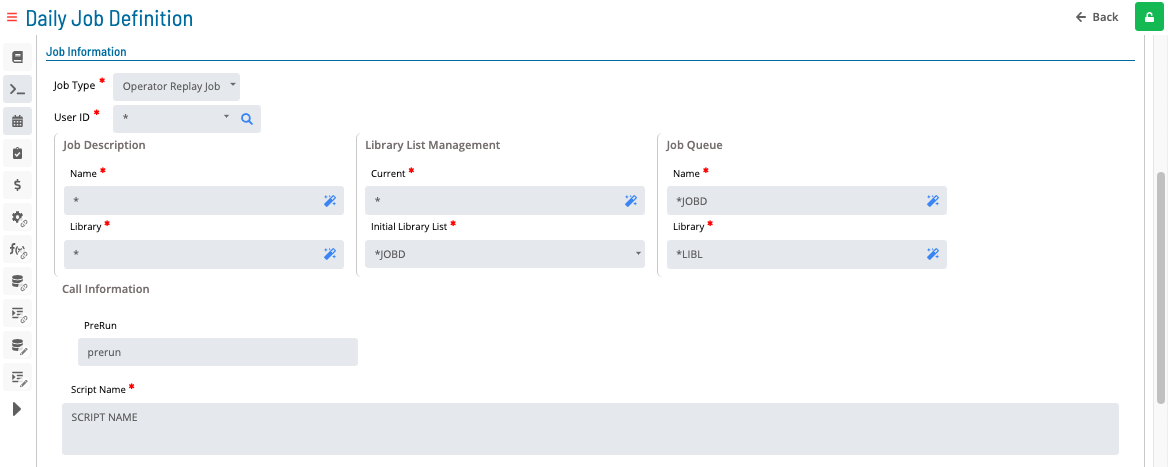 Daily Job Definition
Back
Job Information
Job Type *
Operator Replay Job
User ID *
*
Job Description
Library List Management
Job Queue
Name *
Current *
Name *
*
*
*JOBD
Library *
Initial Library List *
Library *
*
*JOBD
*LIBL
Call Information
PreRun
prerun
Script Name *
SCRIPT NAME